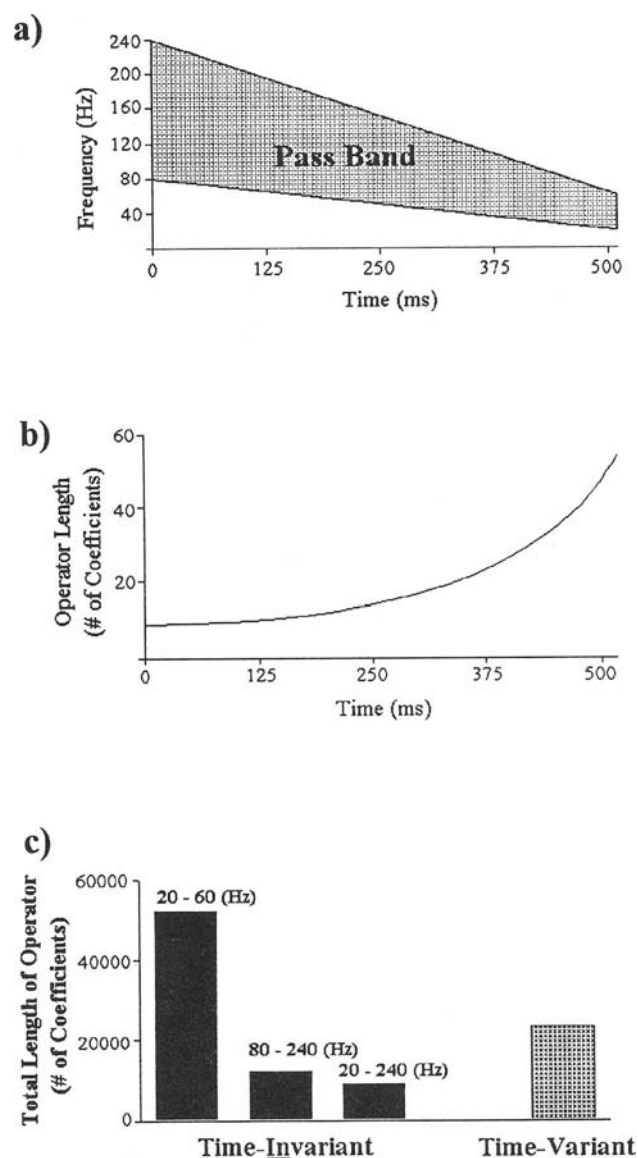 a)
240
200
160
120
80
40
Frequency (Hz)
Pass Band
0 125 250 375 500
Time (ms)
b)
60
40
20
Operator Length
(# of Coefficients)
0 125 250 375 500
Time (ms)
c)
60000
40000
20000
0
Total Length of Operator
(# of Coefficients)
20 - 60 (Hz)
80 - 240 (Hz)
20 - 240 (Hz)
Time-Invariant Time-Variant